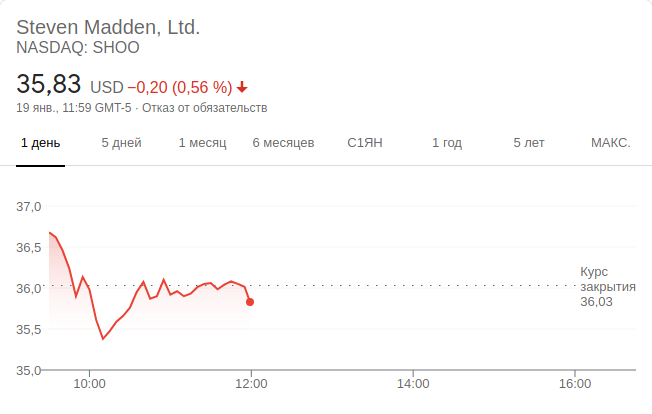 Steven Madden, Ltd.
NASDAQ: SHOO
35,83 USD −0,20 (0,56 %)
19 янв., 11:59 GMT-5 · Отказ от обязательств
1 день 5 дней 1 месяц 6 месяцев С1ЯН 1 год 5 лет МАКС.
37,0
36,5
36,0
35,5
35,0
Курс
закрытия
36,03
10:00 12:00 14:00 16:00